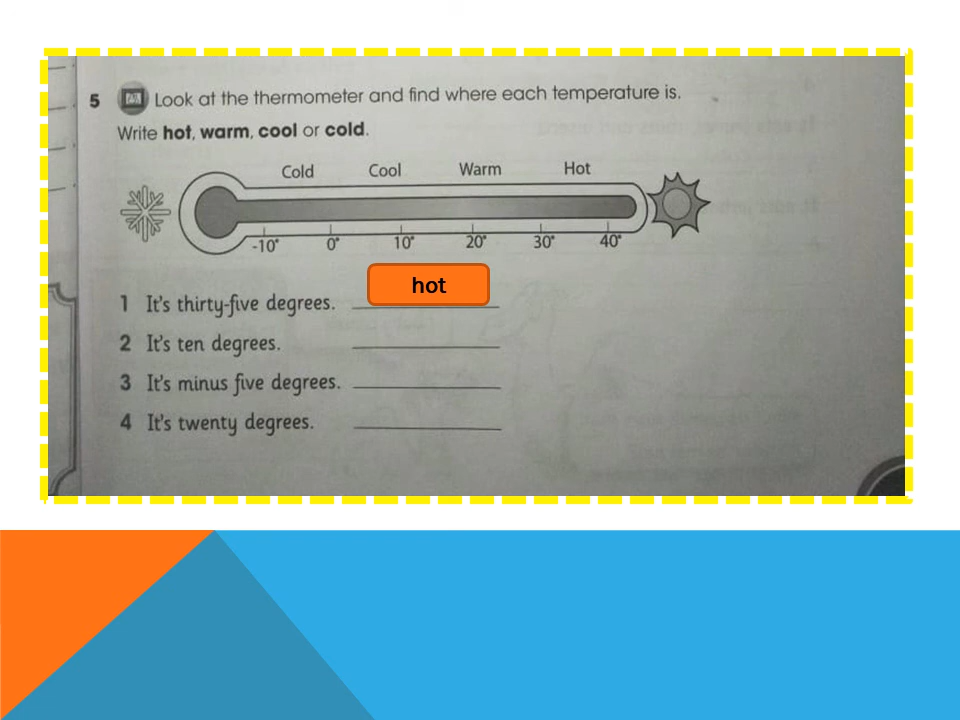 5 Look at the thermometer and find where each temperature is.
Write hot, warm, cool or cold.
Cold Cool Warm Hot
-10° 0° 10° 20° 30° 40°
hot
1 It's thirty-five degrees.
2 It's ten degrees.
3 It's minus five degrees.
4 It's twenty degrees.